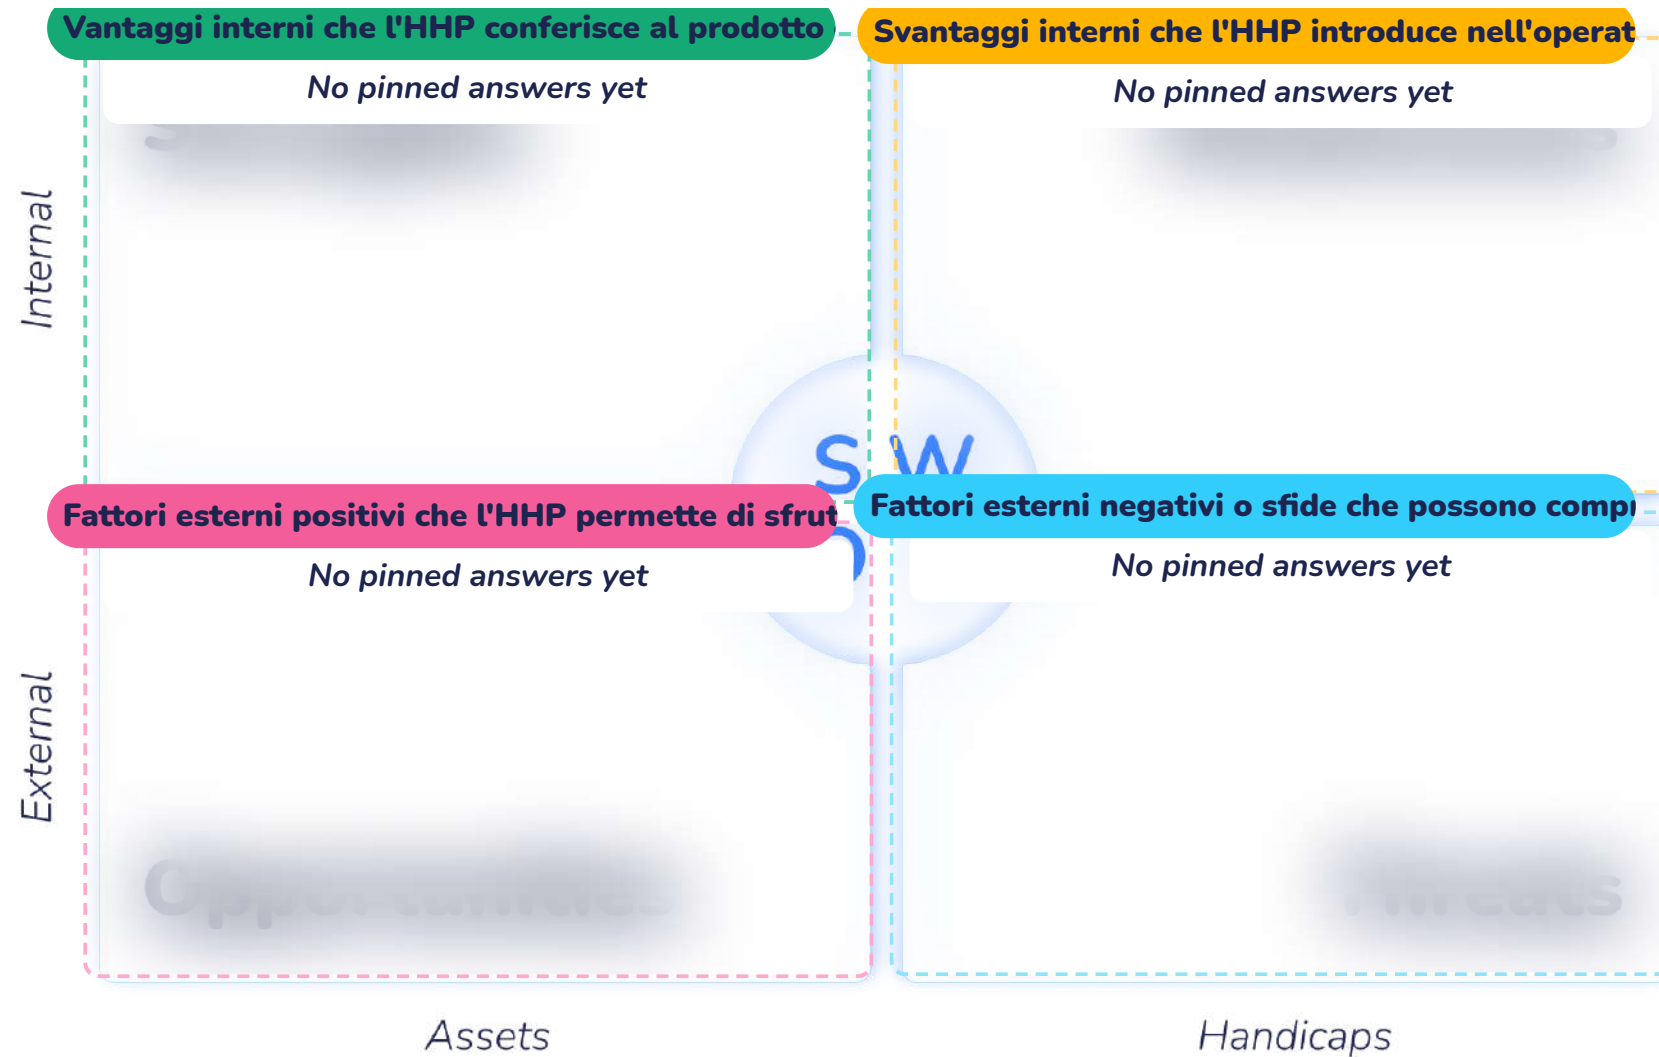 Vantaggi interni che l'HHP conferisce al prodotto
Svantaggi interni che l'HHP introduce nell'operat
No pinned answers yet
No pinned answers yet
Internal
S W
Fattori esterni positivi che l'HHP permette di sfrut
Fattori esterni negativi o sfide che possono comp
O
No pinned answers yet
No pinned answers yet
External
Opportunities
Threats
Assets
Handicaps